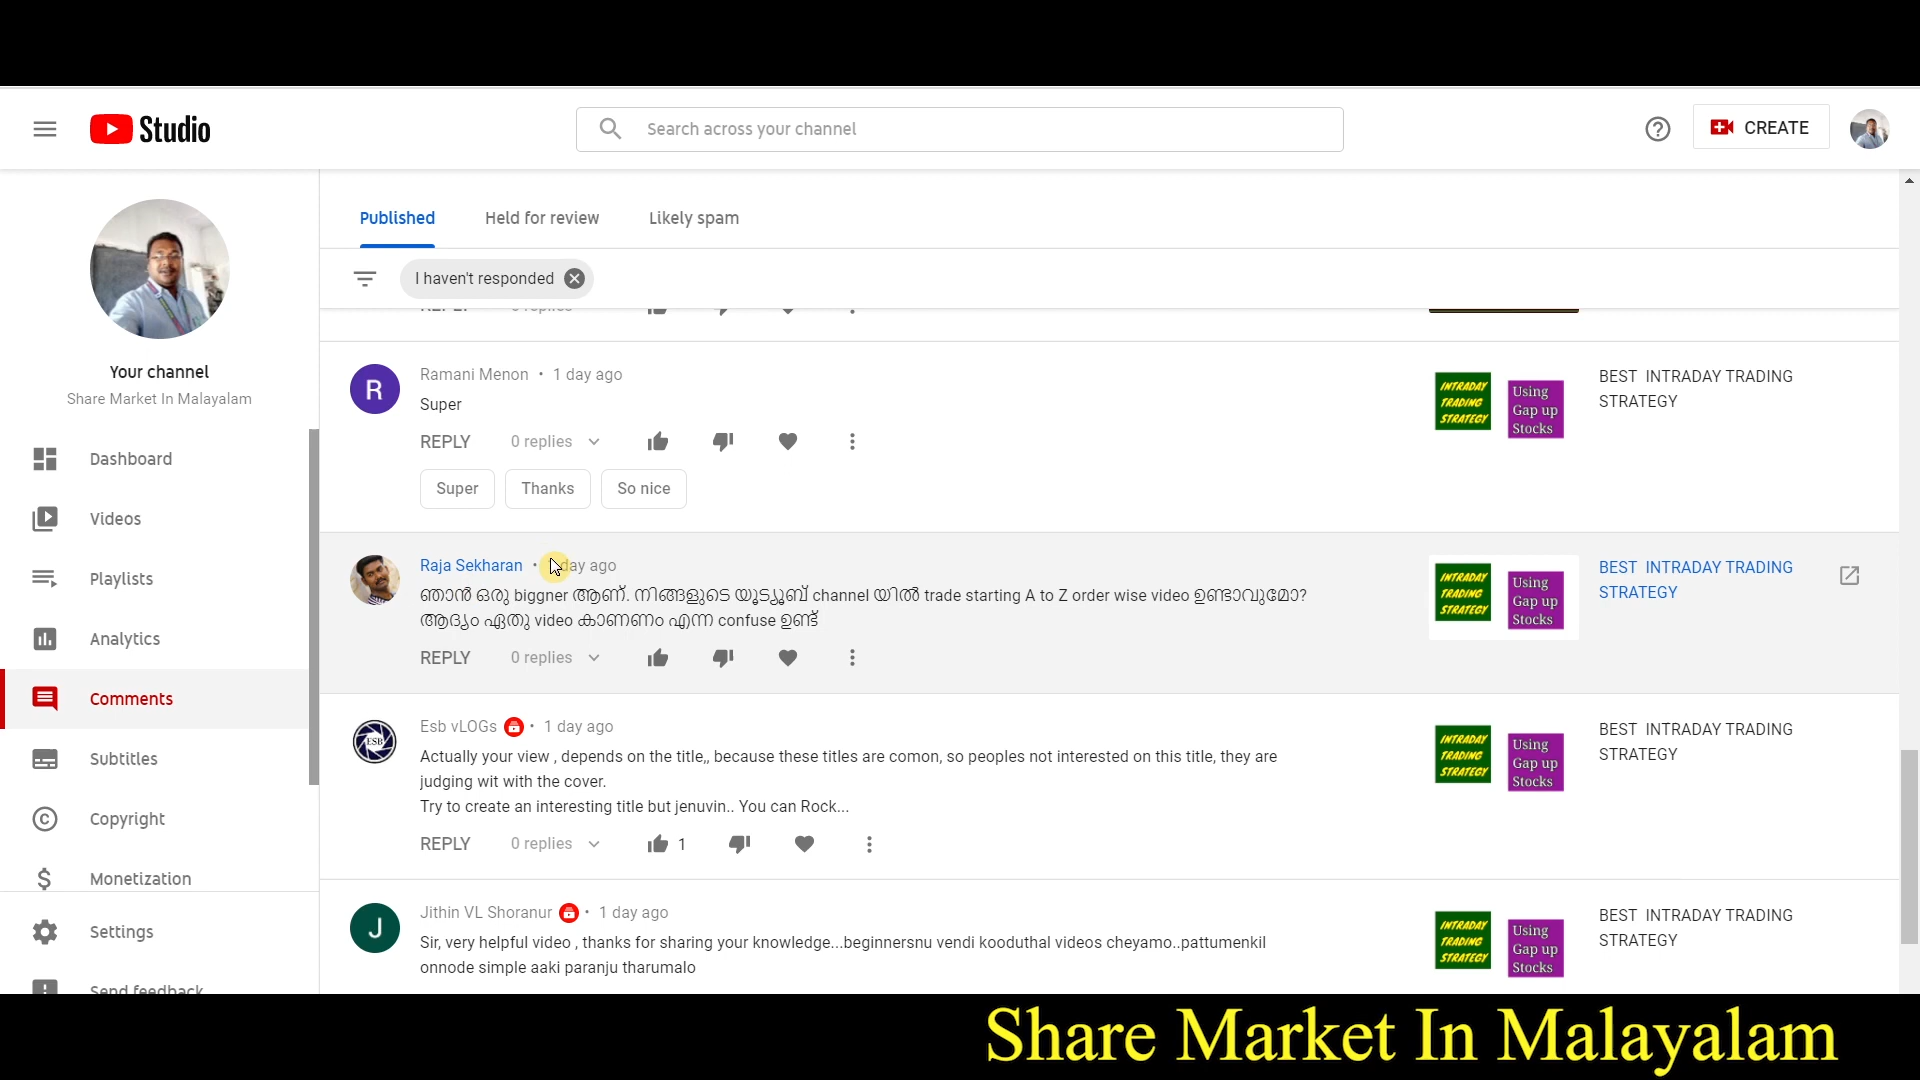 Studio
Search across your channel
CREATE
Your channel
Share Market In Malayalam
Dashboard
Videos
Playlists
Analytics
Comments
Subtitles
Copyright
Monetization
Settings
Send feedback
Published Held for review Likely spam
I haven't responded
Ramani Menon • 1 day ago
Super
REPLY 0 replies
Super Thanks So nice
INTRADAY TRADING STRATEGY
Using Gap up Stocks
BEST INTRADAY TRADING
STRATEGY
Raja Sekharan • day ago
ഞാൻ ഒരു biggner ആണ്. നിങ്ങളുടെ യൂട്യൂബ് channel യിൽ trade starting A to Z order wise video ഉണ്ടാവുമോ?
ആദ്യം ഏതു video കാണണം എന്ന confuse ഉണ്ട്
REPLY 0 replies
INTRADAY TRADING STRATEGY
Using Gap up Stocks
BEST INTRADAY TRADING
STRATEGY
ESB
Esb vLOGs • 1 day ago
Actually your view , depends on the title,, because these titles are comon, so peoples not interested on this title, they are
judging wit with the cover.
Try to create an interesting title but jenuvin.. You can Rock...
REPLY 0 replies 1
INTRADAY TRADING STRATEGY
Using Gap up Stocks
BEST INTRADAY TRADING
STRATEGY
Jithin VL Shoranur • 1 day ago
Sir, very helpful video , thanks for sharing your knowledge...beginnersnu vendi kooduthal videos cheyamo..pattumenkil
onnode simple aaki paranju tharumalo
INTRADAY TRADING STRATEGY
Using Gap up Stocks
BEST INTRADAY TRADING
STRATEGY
Share Market In Malayalam